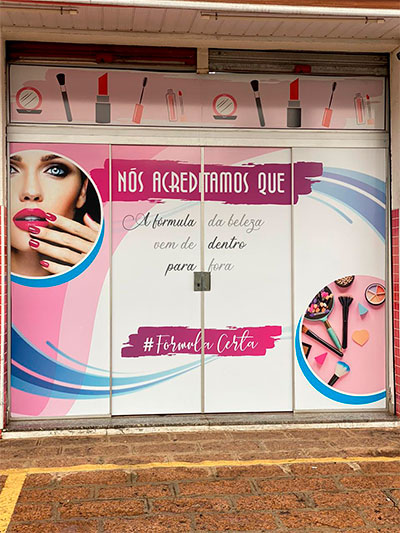 NÓS ACREDITAMOS QUE
A fórmula da beleza
vem de dentro
para fora
#Fórmula Certa